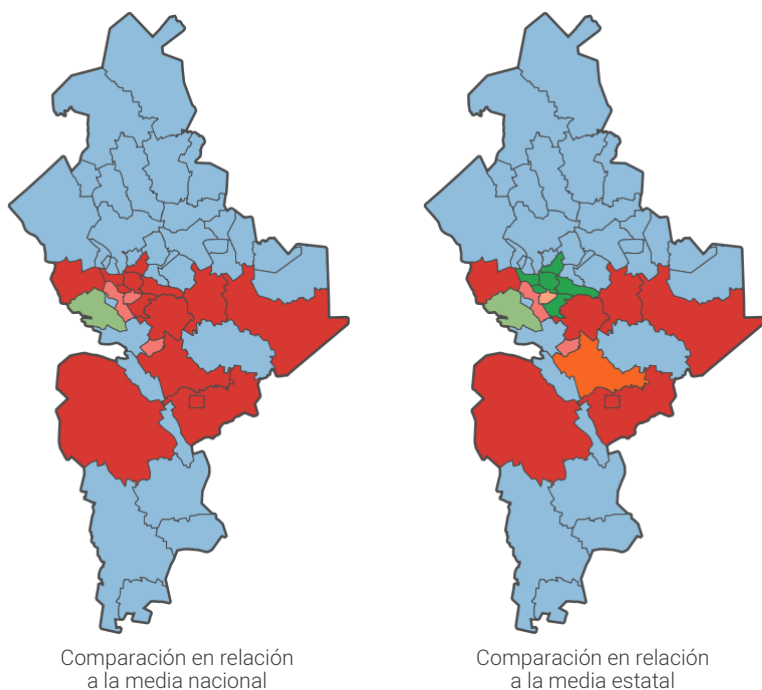 Comparación en relación
a la media nacional
Comparación en relación
a la media estatal